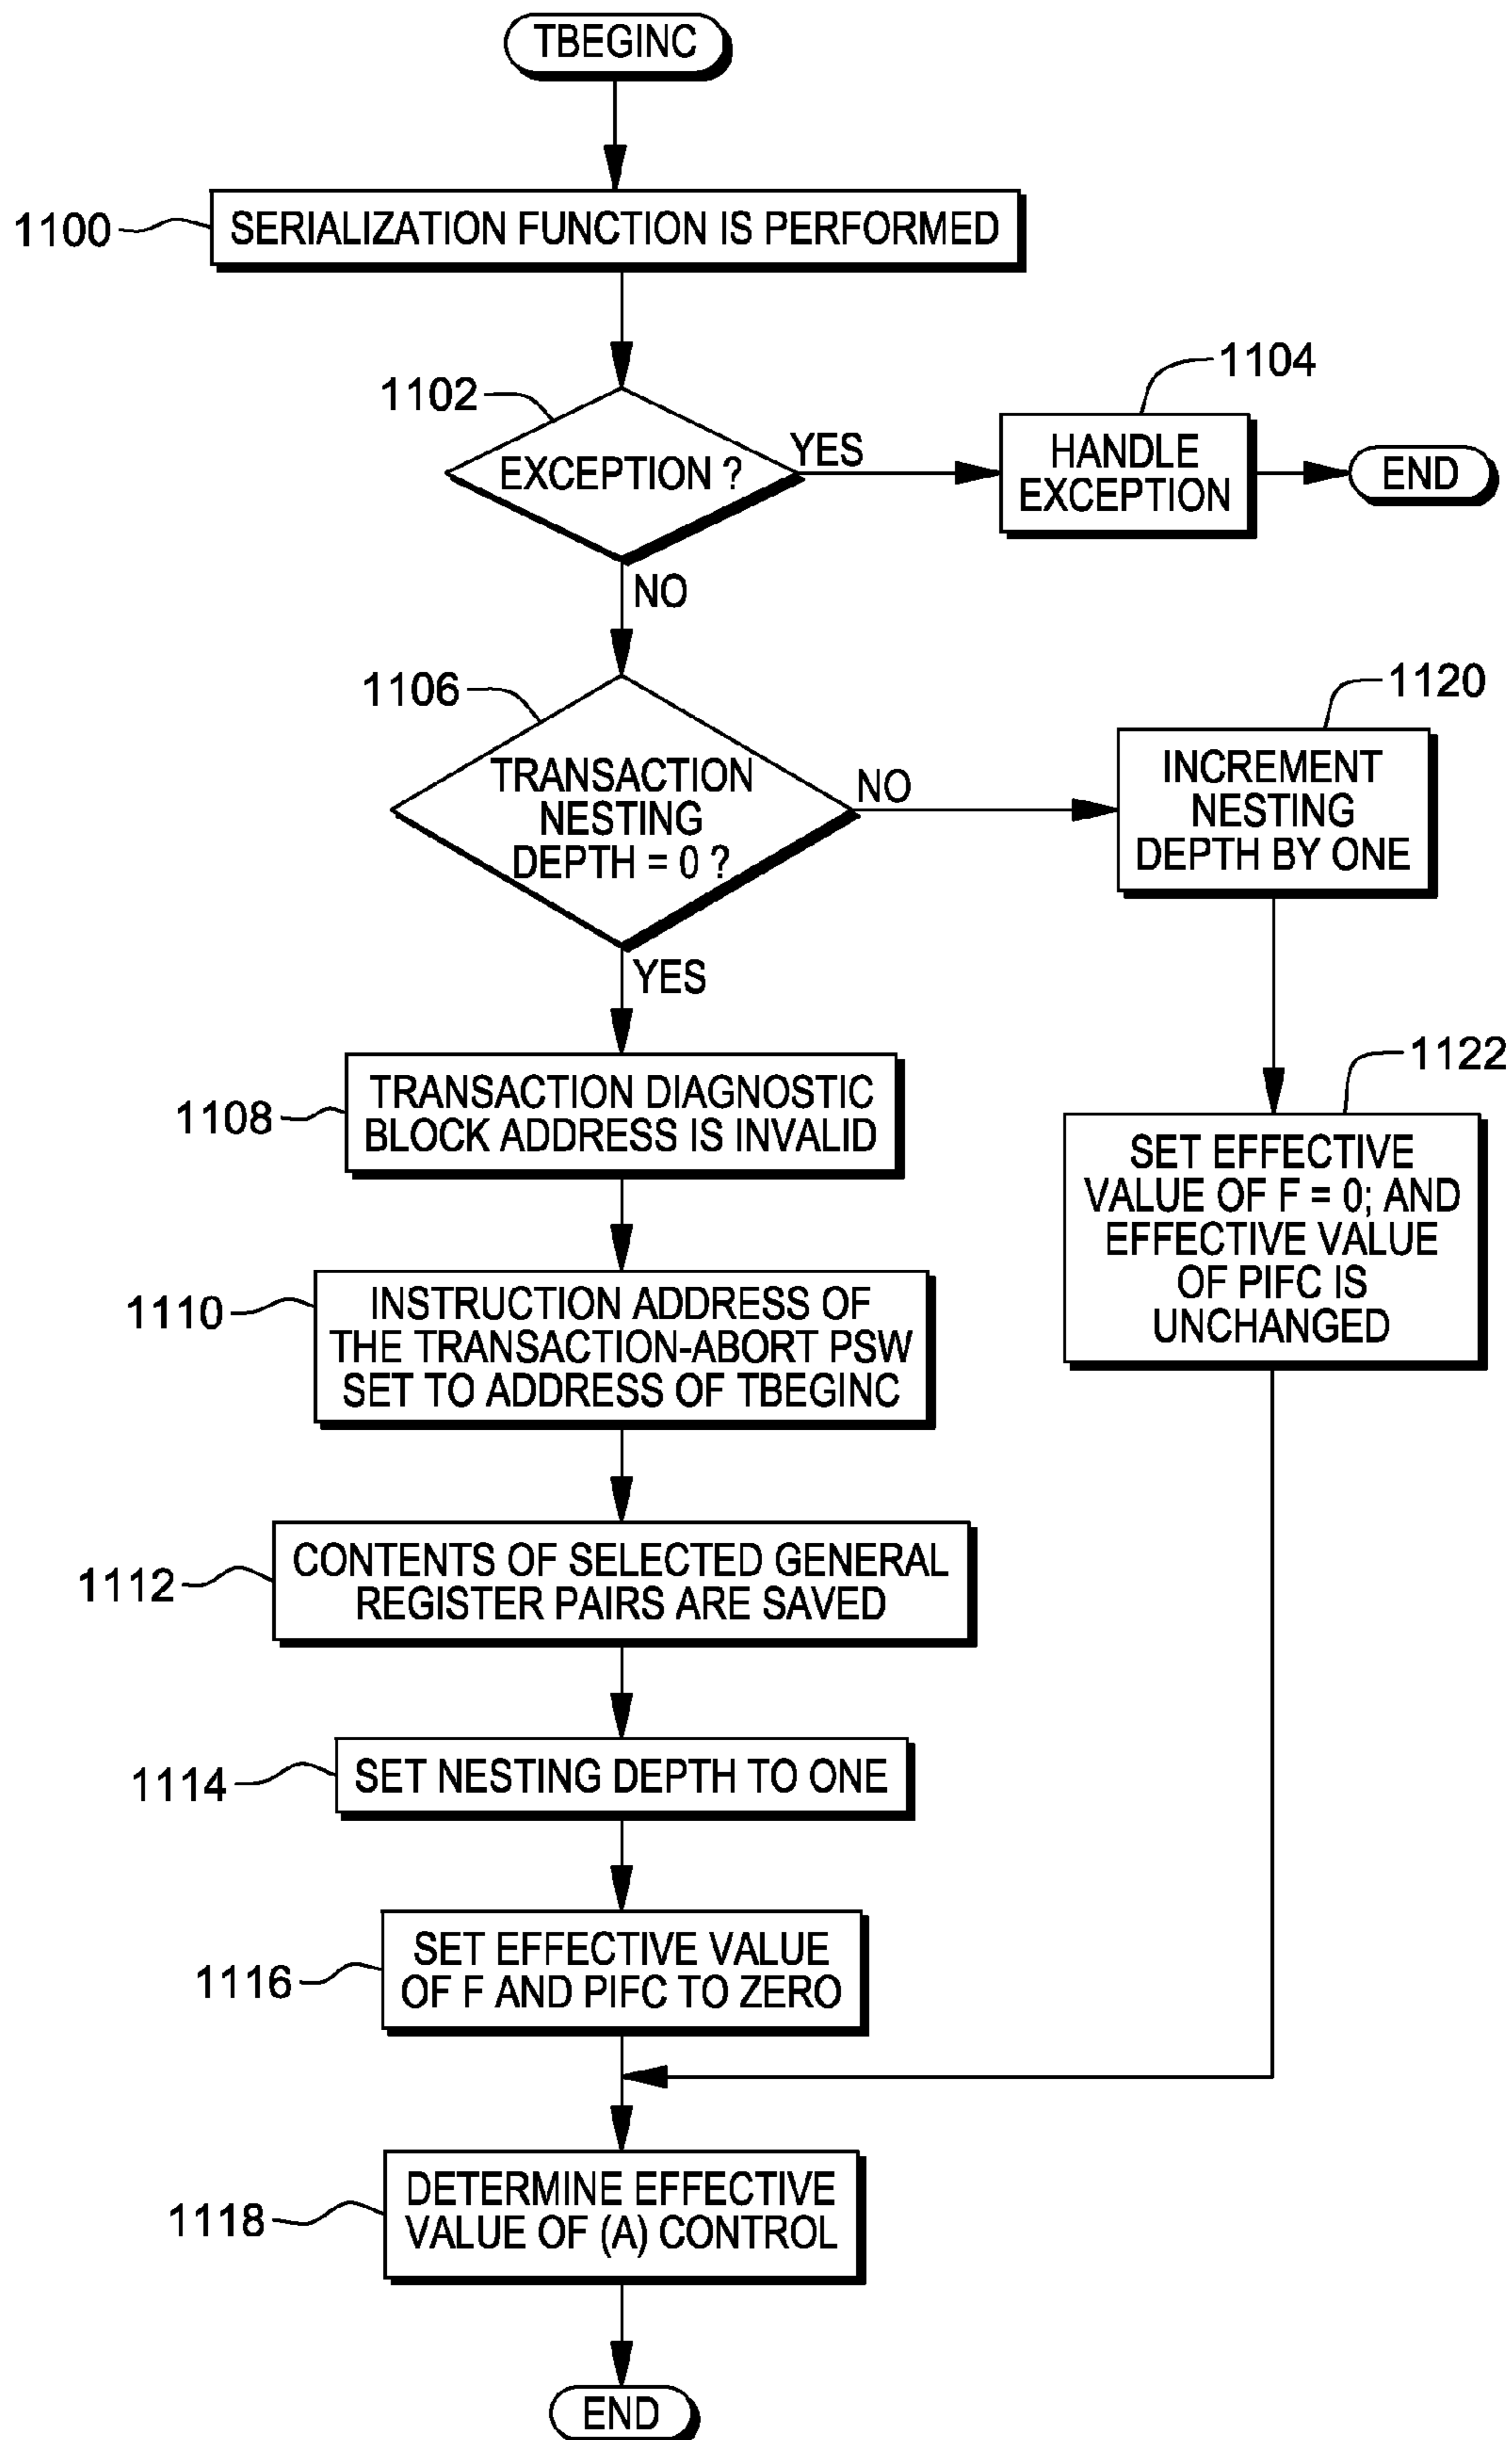 TBEGINC
1100
SERIALIZATION FUNCTION IS PERFORMED
1102
EXCEPTION ?
YES
1104
HANDLE
EXCEPTION
END
NO
1106
TRANSACTION
NESTING
DEPTH = 0 ?
NO
1120
INCREMENT
NESTING
DEPTH BY ONE
YES
1122
SET EFFECTIVE
VALUE OF F = 0; AND
EFFECTIVE VALUE
OF PIFC IS
UNCHANGED
1108
TRANSACTION DIAGNOSTIC
BLOCK ADDRESS IS INVALID
1110
INSTRUCTION ADDRESS OF
THE TRANSACTION-ABORT PSW
SET TO ADDRESS OF TBEGINC
1112
CONTENTS OF SELECTED GENERAL
REGISTER PAIRS ARE SAVED
1114
SET NESTING DEPTH TO ONE
1116
SET EFFECTIVE VALUE
OF F AND PIFC TO ZERO
1118
DETERMINE EFFECTIVE
VALUE OF (A) CONTROL
END